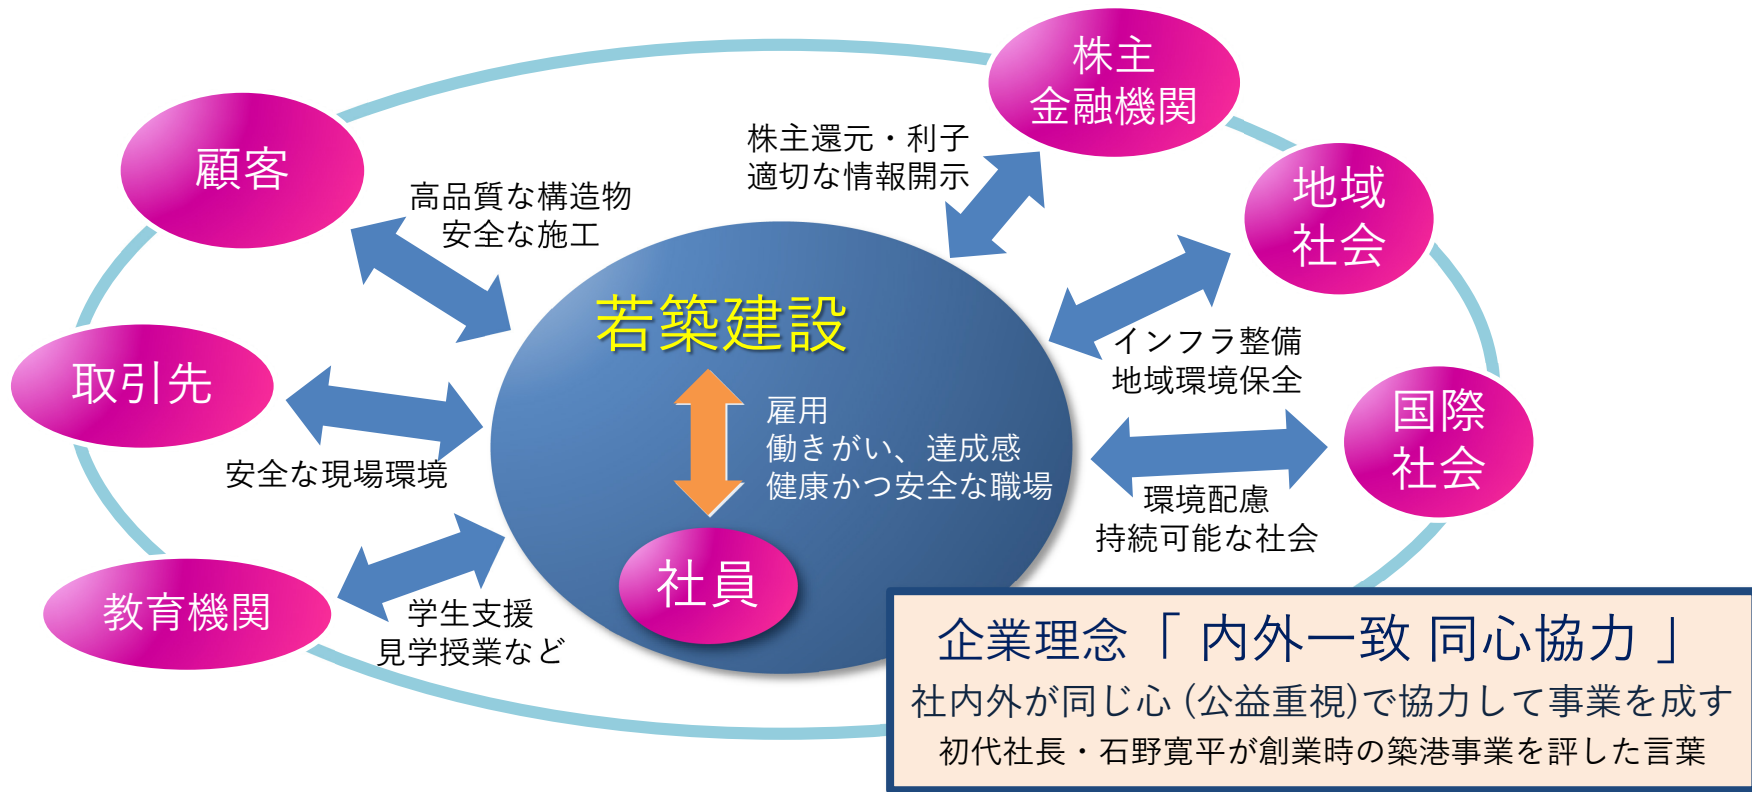 株主
金融機関
顧客
株主還元・利子
適切な情報開示
地域
社会
高品質な構造物
安全な施工
若築建設
インフラ整備
地域環境保全
取引先
雇用
働きがい、達成感
健康かつ安全な職場
国際
社会
安全な現場環境
環境配慮
持続可能な社会
社員
教育機関
学生支援
見学授業など
企業理念「 内外一致 同心協力 」
社内外が同じ心 (公益重視)で協力して事業を成す
初代社長・石野寛平が創業時の築港事業を評した言葉